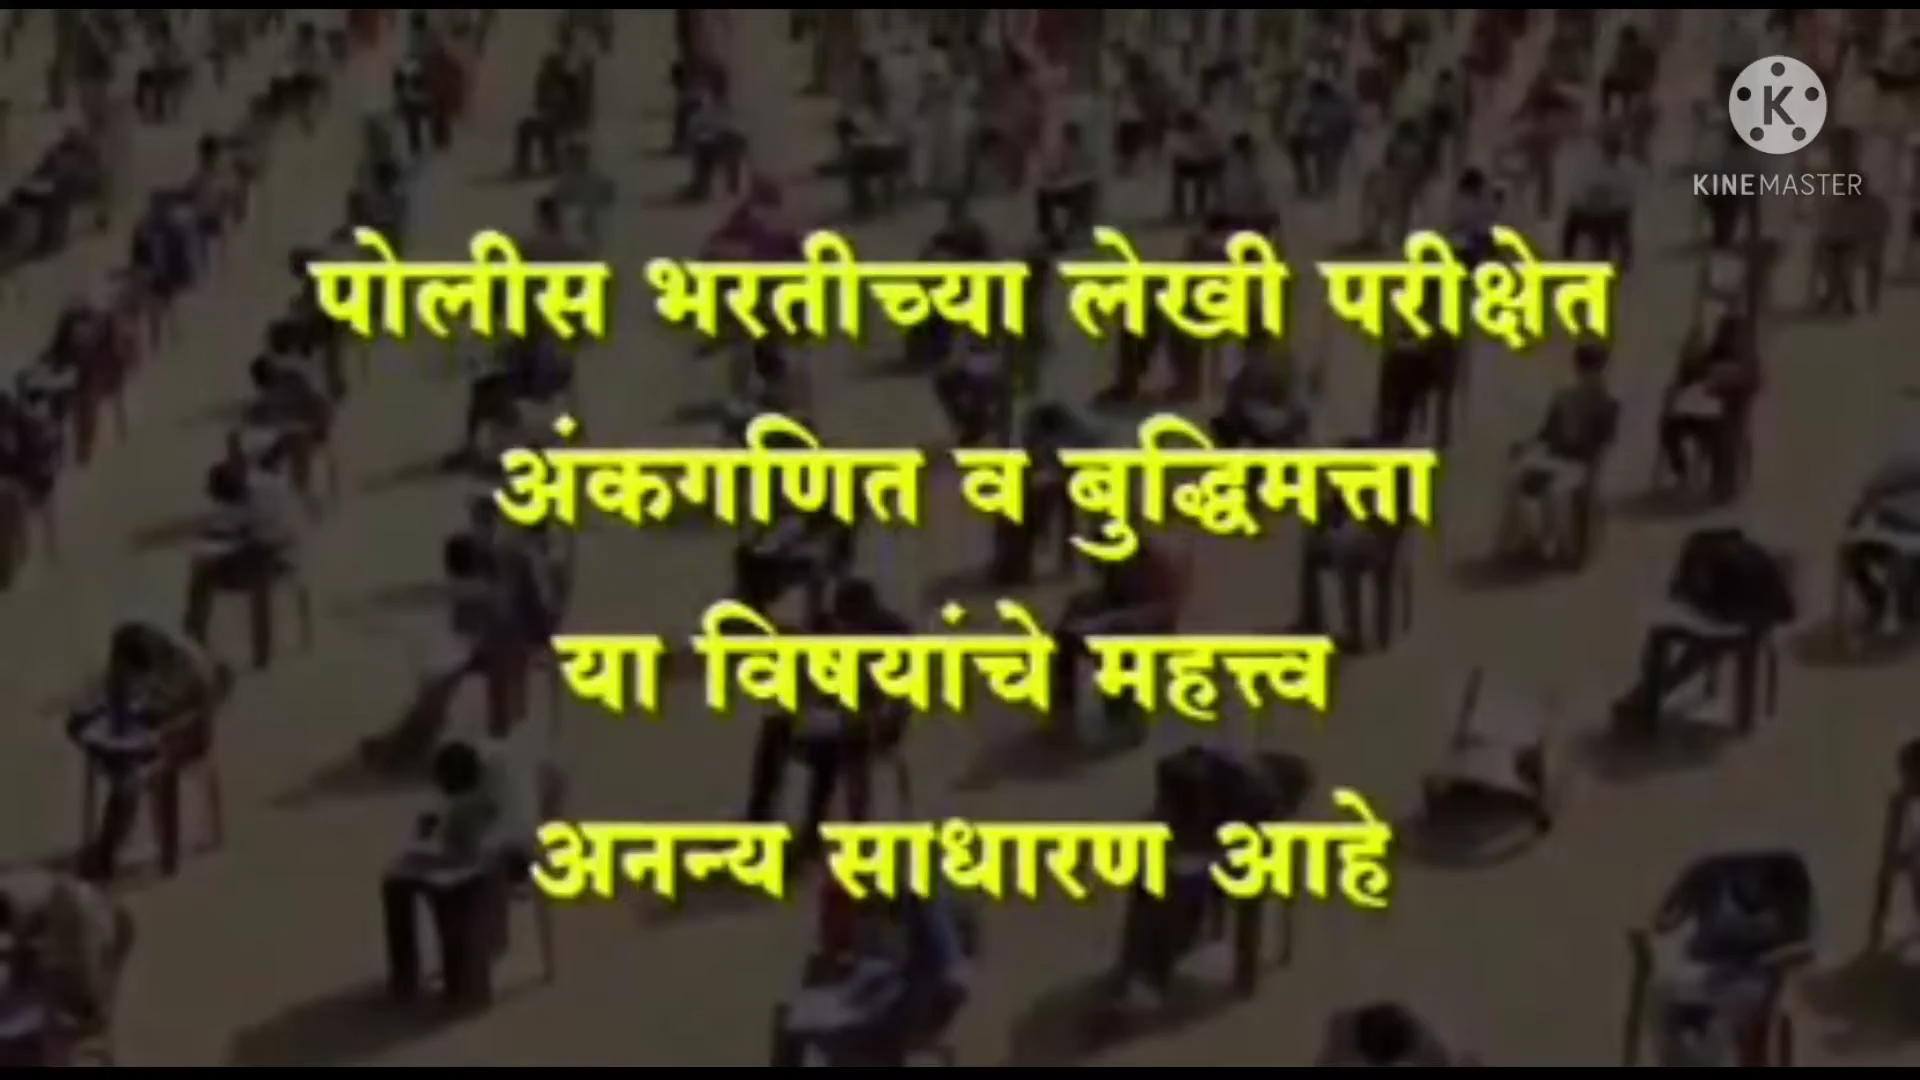 K
KINEMASTER
पोलीस भरतीच्या लेखी परीक्षेत
अंकगणित व बुद्धिमत्ता
या विषयांचे महत्त्व
अनन्य साधारण आहे